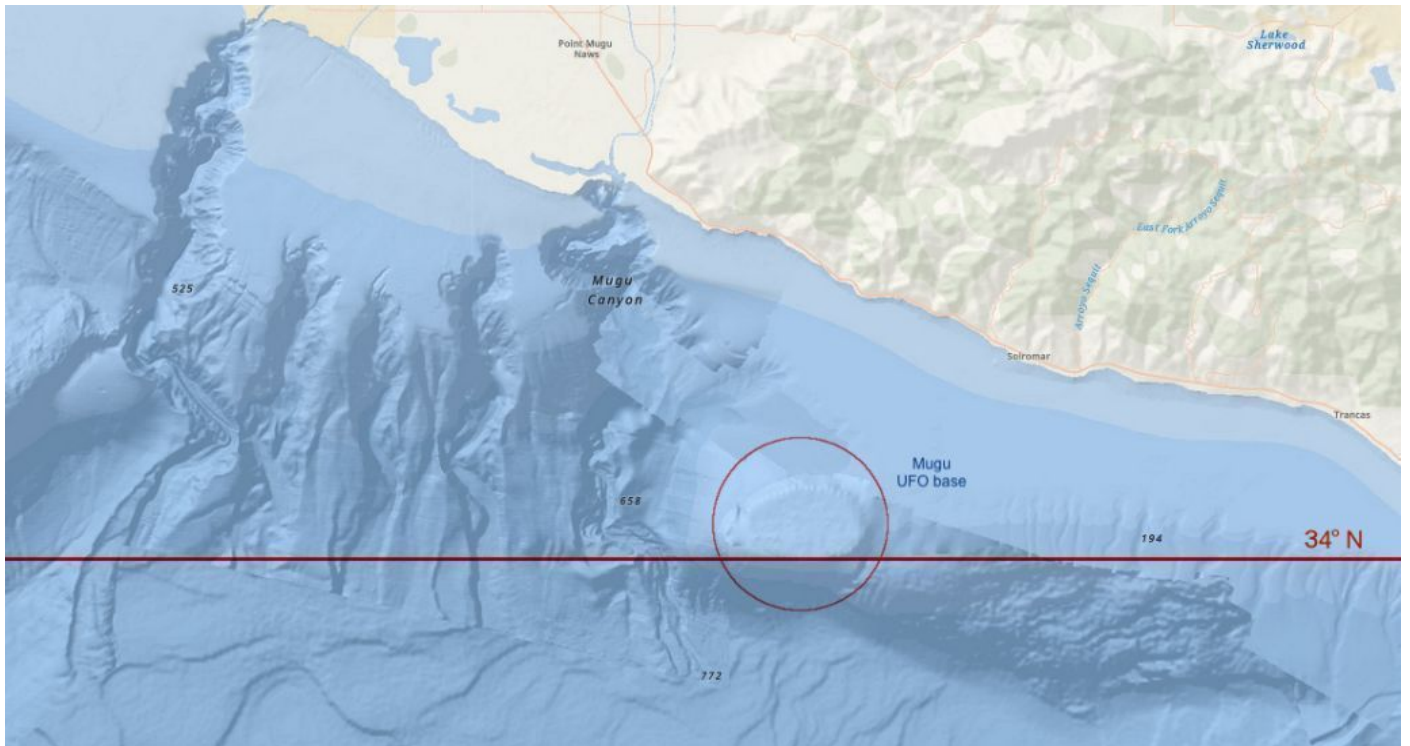 Lake
Sherwood
Point Mugu
Naws
East Fork Arroyo Sequit
Arroyo Sequit
Mugu
Canyon
525
Solromar
Trancas
Mugu
UFO base
658
194
34° N
772